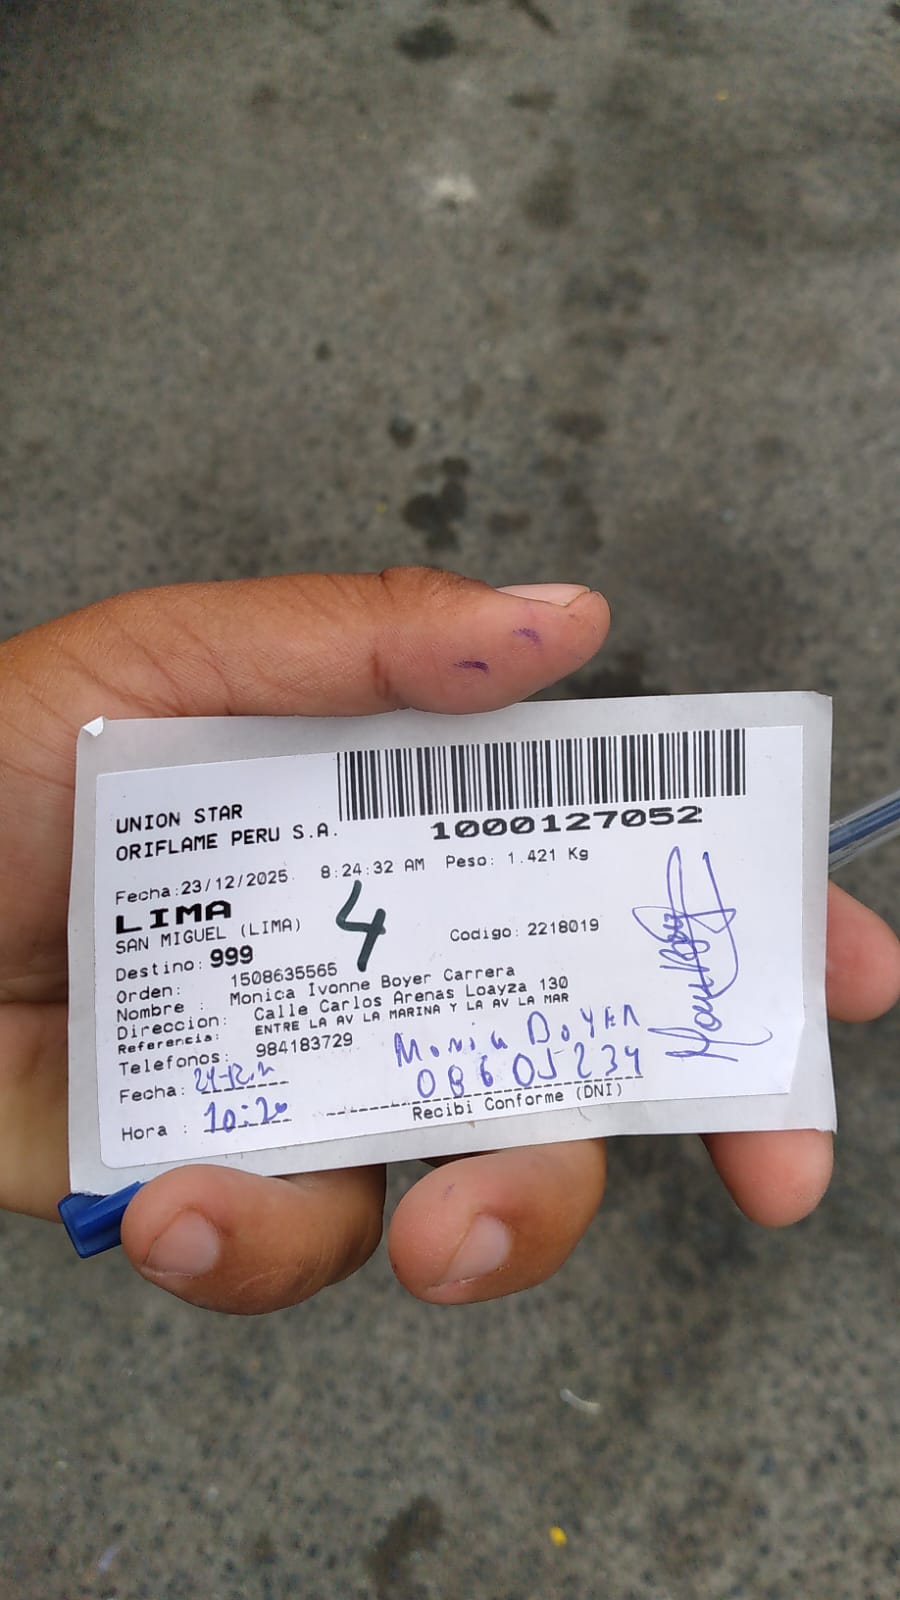 UNION STAR
ORIFLAME PERU S.A.
1000127052
Fecha:23/12/2025 8:24:32 AM Peso: 1.421 Kg
LIMA
SAN MIGUEL (LIMA)
4
Destino: 999 Codigo: 2218019
Orden: 1508635565
Nombre : Monica Ivonne Boyer Carrera
Direccion: Calle Carlos Arenas Loayza 130
Referencia: ENTRE LA AV LA MARINA Y LA AV LA MAR
Telefonos: 984183729
Fecha:
Hora : 10:20
Monica Boyer
08605234
Recibi Conforme (DNI)